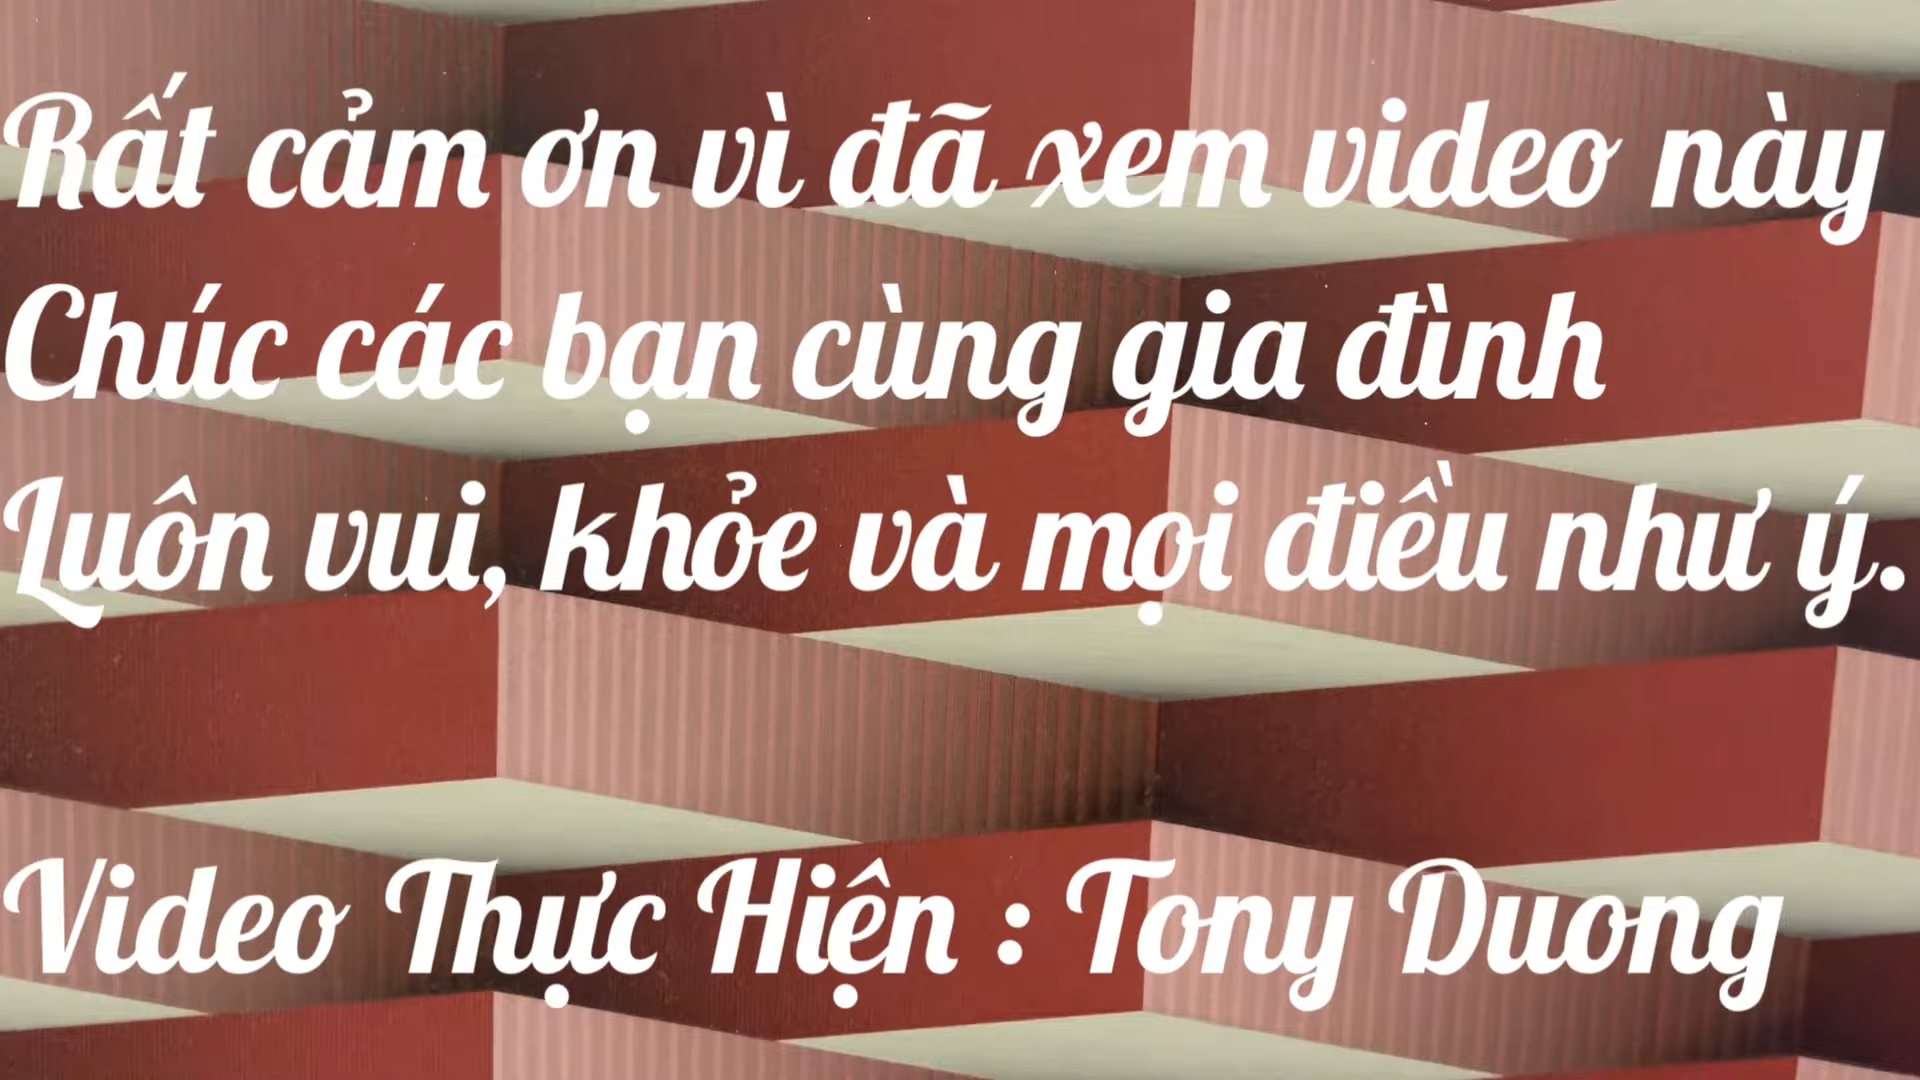 Rất cảm ơn vì đã xem video này
Chúc các bạn cùng gia đình
Luôn vui, khỏe và mọi điều như ý.
Video Thực Hiện : Tony Duong